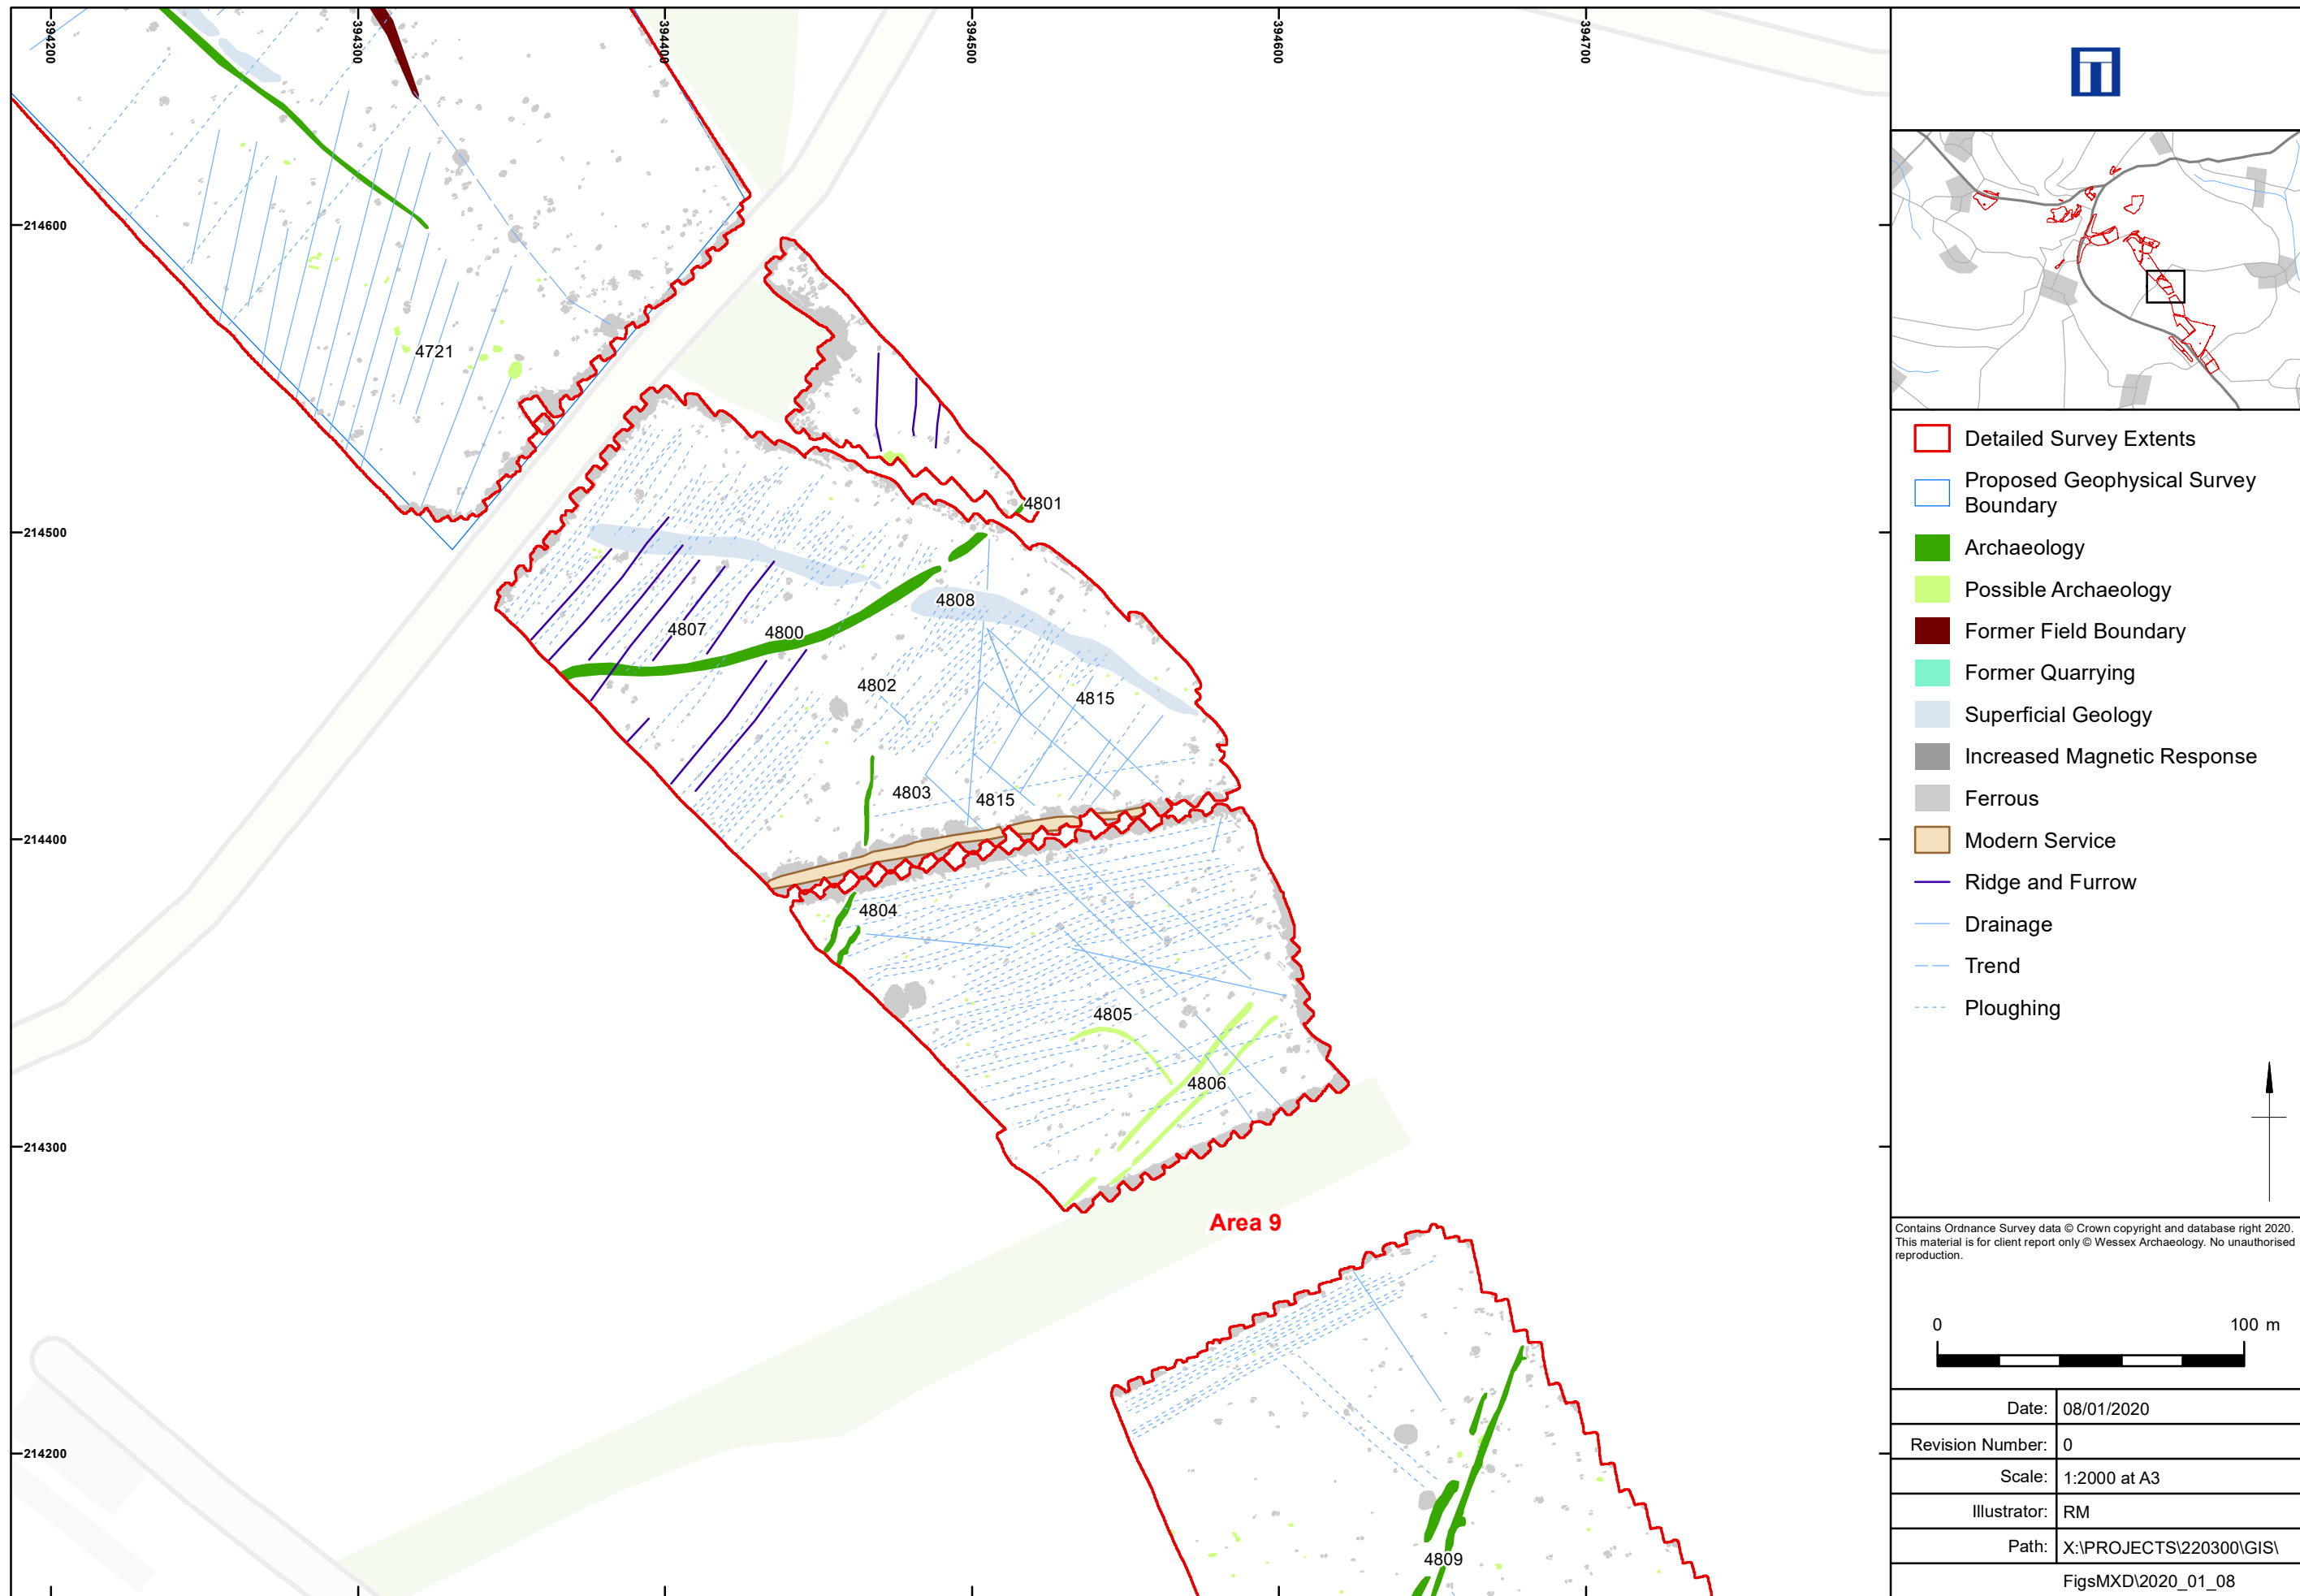 394200
394300
394400
394500
394600
394700
214600
214500
214400
214300
214200
4721
4801
4808
4807
4800
4802
4815
4803
4815
4804
4805
4806
Area 9
4809
Detailed Survey Extents
Proposed Geophysical Survey
Boundary
Archaeology
Possible Archaeology
Former Field Boundary
Former Quarrying
Superficial Geology
Increased Magnetic Response
Ferrous
Modern Service
Ridge and Furrow
Drainage
Trend
Ploughing
Contains Ordnance Survey data © Crown copyright and database right 2020.
This material is for client report only © Wessex Archaeology. No unauthorised
reproduction.
0 100 m
Date: 08/01/2020
Revision Number: 0
Scale: 1:2000 at A3
Illustrator: RM
Path: X:\PROJECTS\220300\GIS\
FigsMXD\2020_01_08